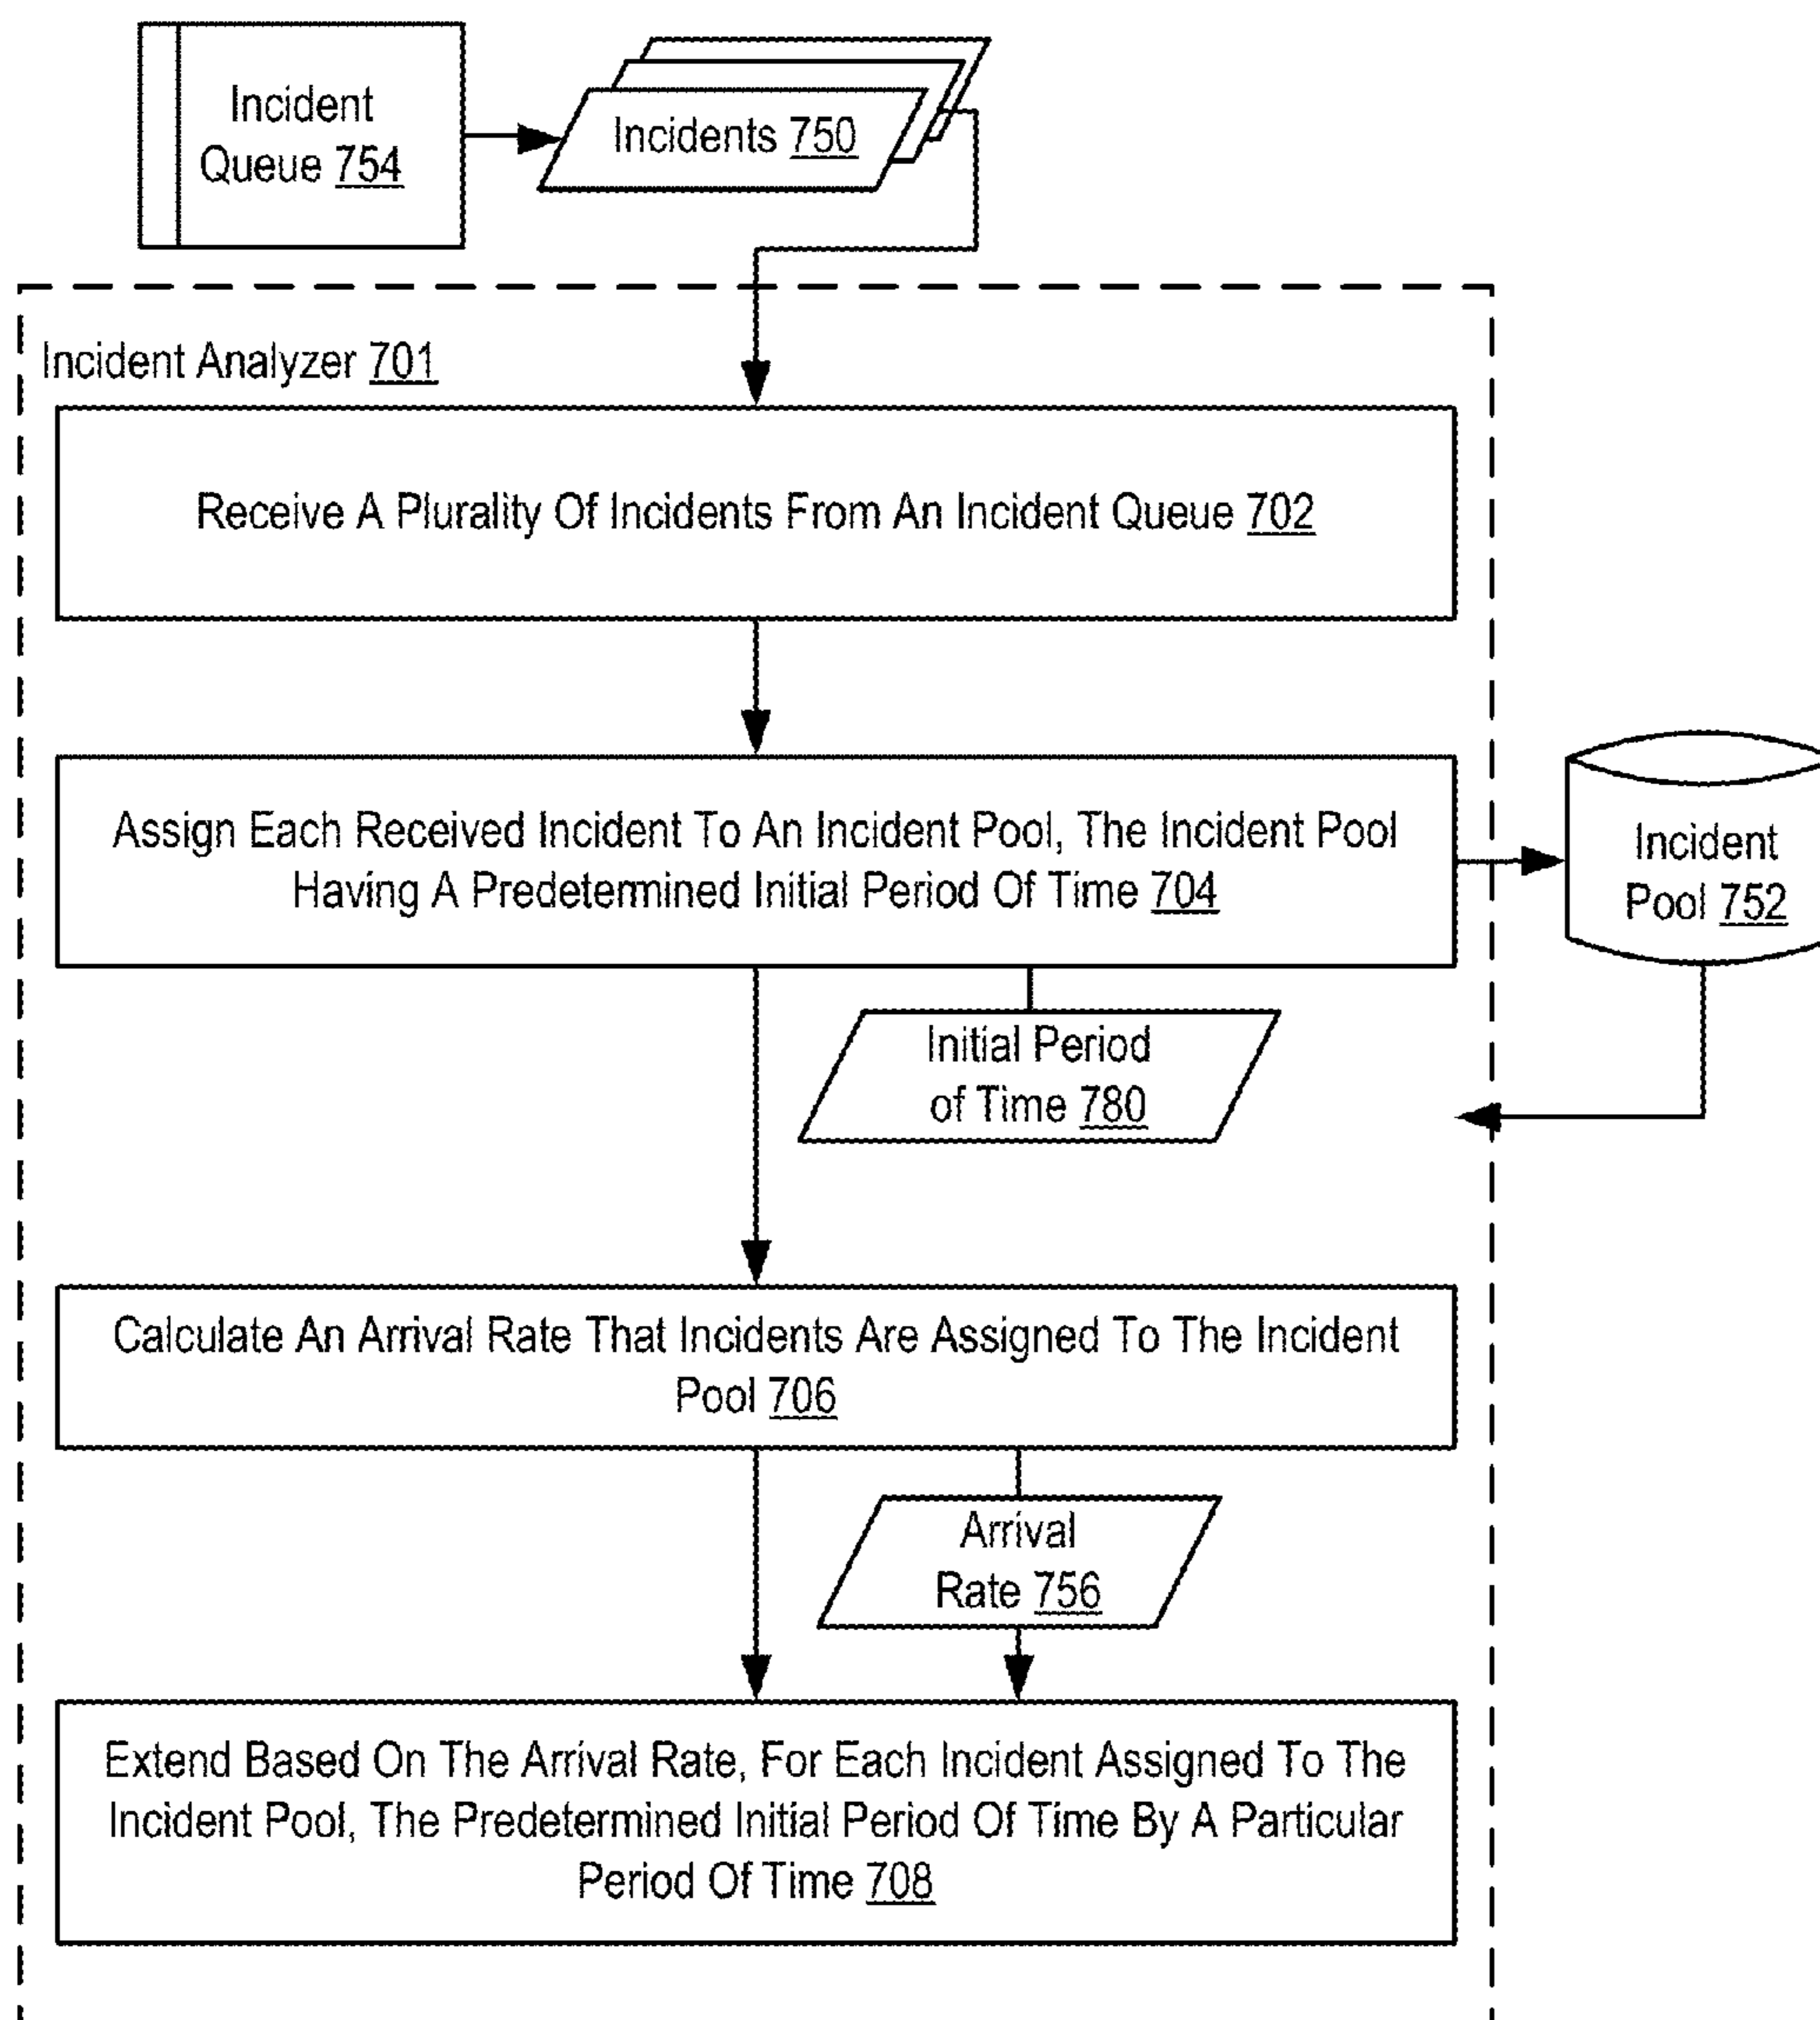 Incident
Queue 754
Incidents 750
Incident Analyzer 701
Receive A Plurality Of Incidents From An Incident Queue 702
Assign Each Received Incident To An Incident Pool, The Incident Pool
Having A Predetermined Initial Period Of Time 704
Incident
Pool 752
Initial Period
of Time 780
Calculate An Arrival Rate That Incidents Are Assigned To The Incident
Pool 706
Arrival
Rate 756
Extend Based On The Arrival Rate, For Each Incident Assigned To The
Incident Pool, The Predetermined Initial Period Of Time By A Particular
Period Of Time 708